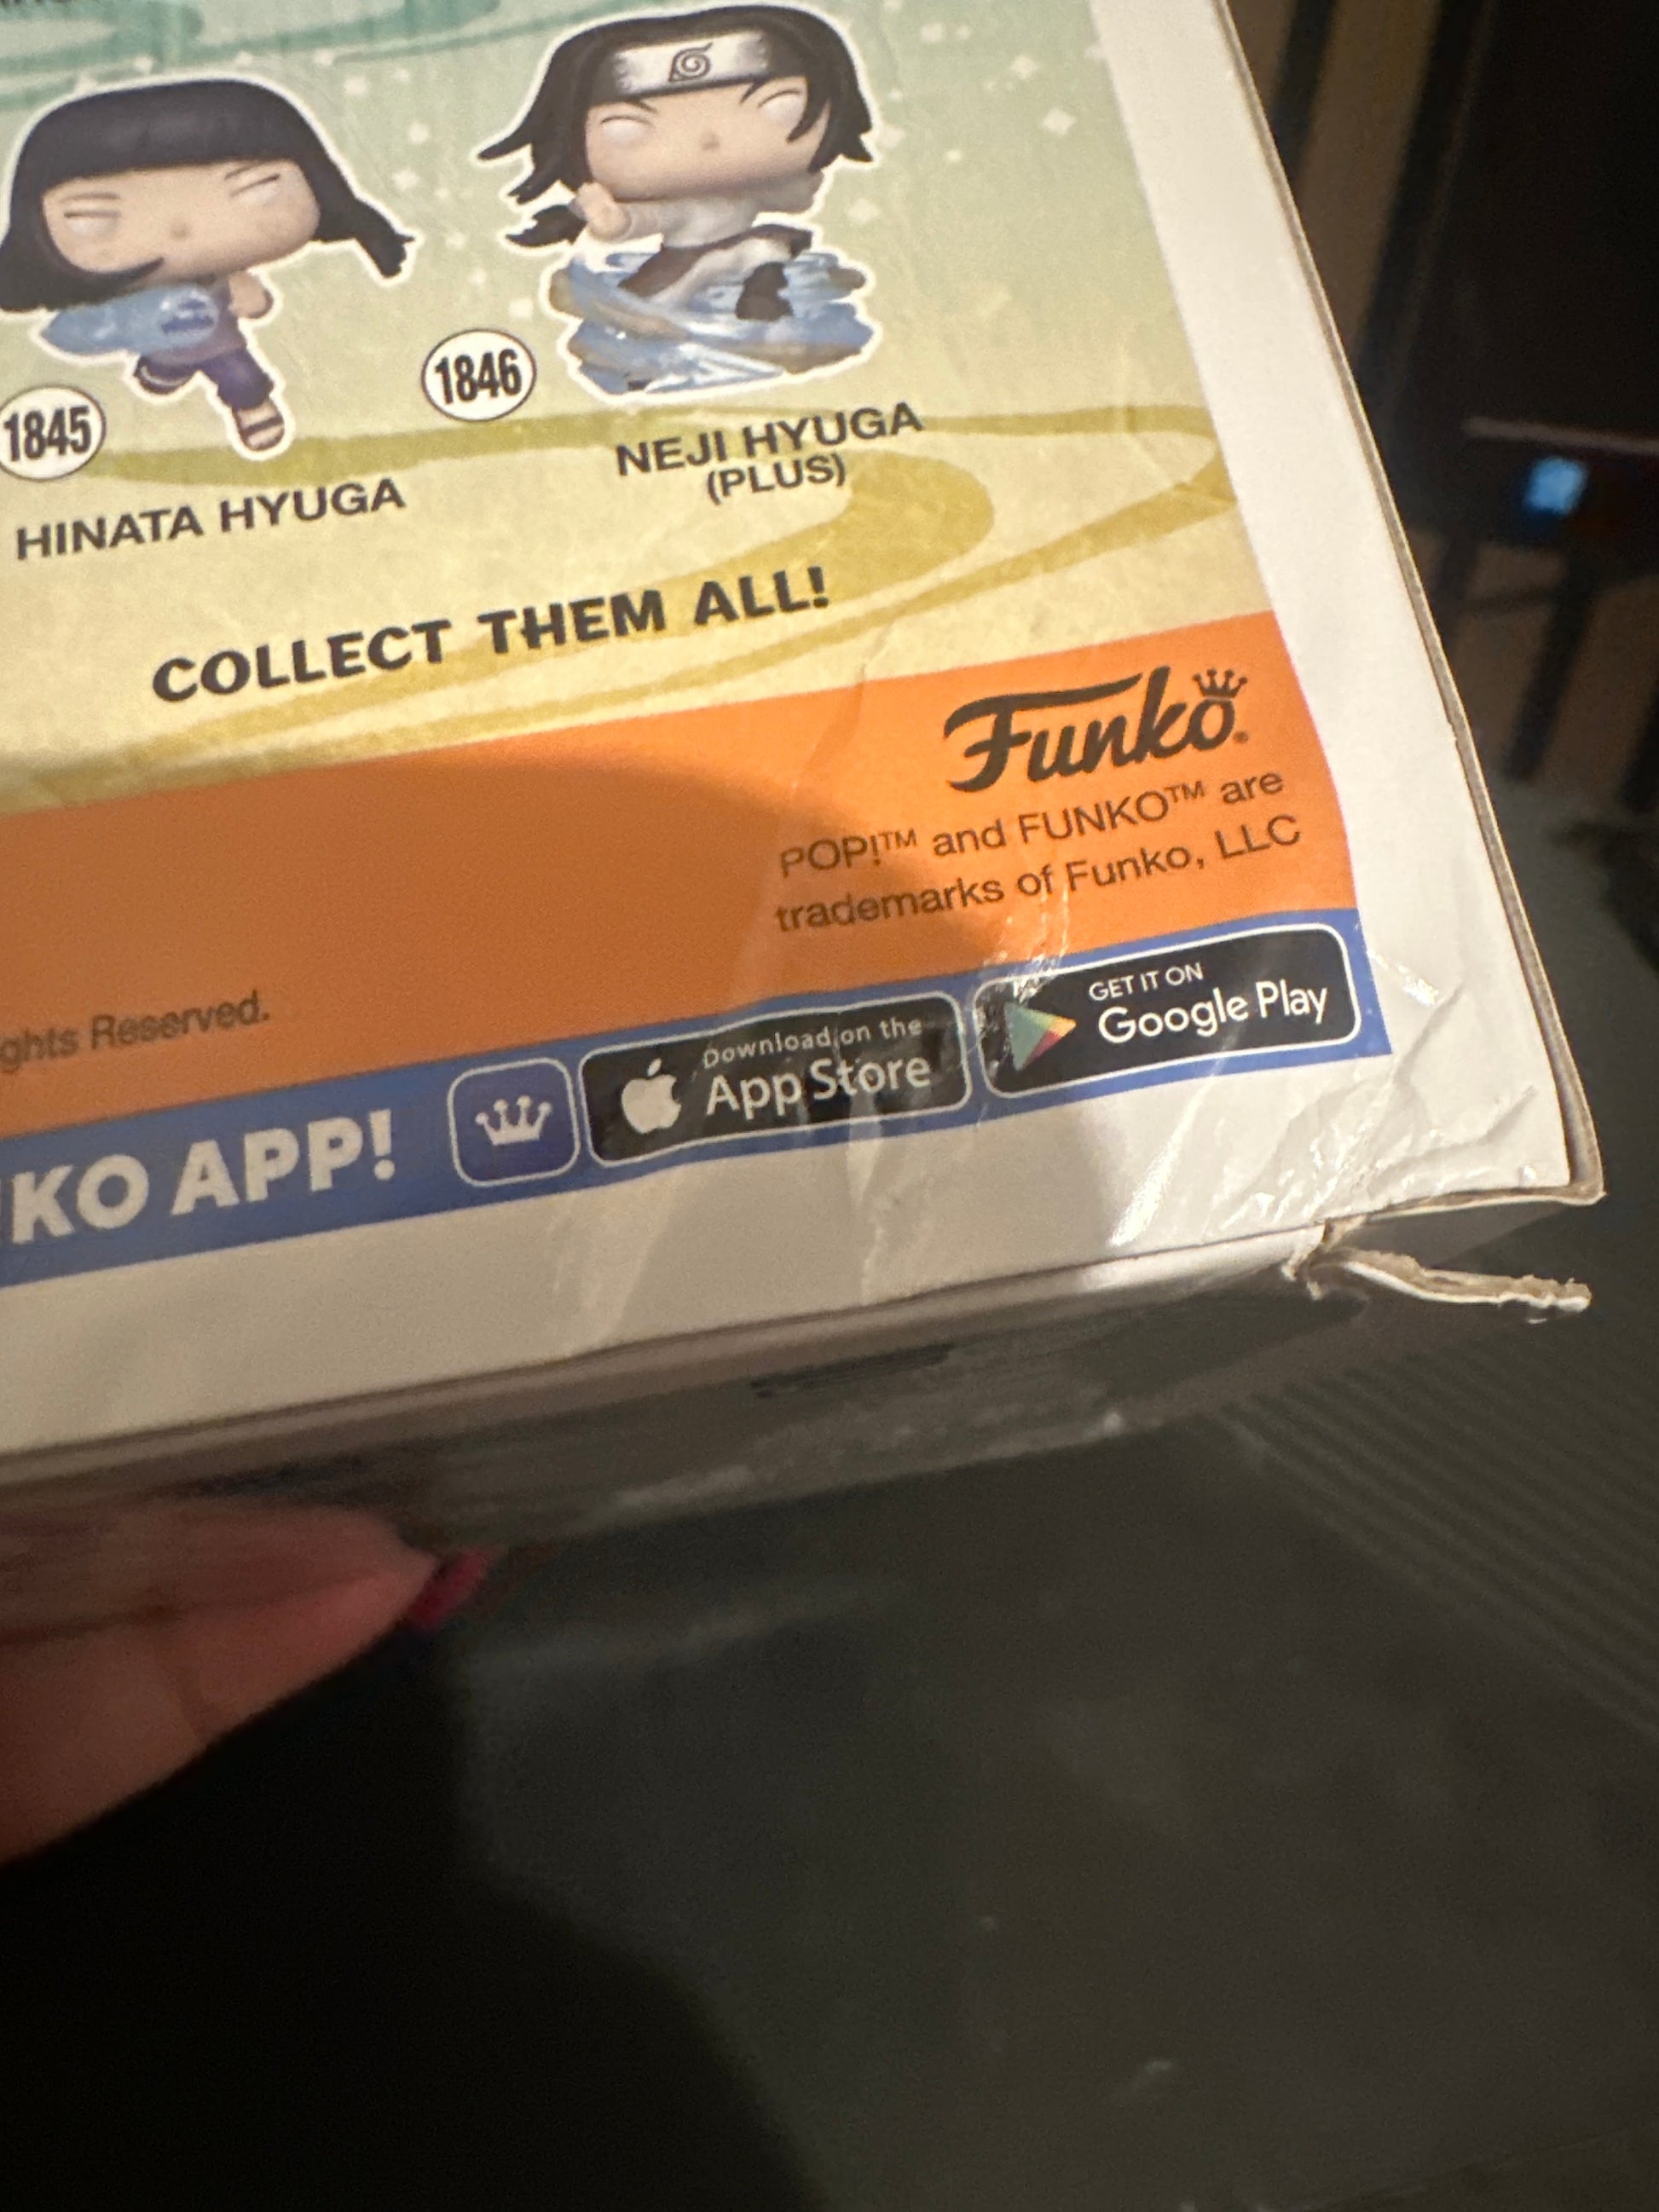 1845
HINATA HYUGA
1846
NEJI HYUGA
(PLUS)
COLLECT THEM ALL!
Funko®
POP!™ and FUNKO™ are
trademarks of Funko, LLC
ghts Reserved.
KO APP!
Download on the
App Store
GET IT ON
Google Play